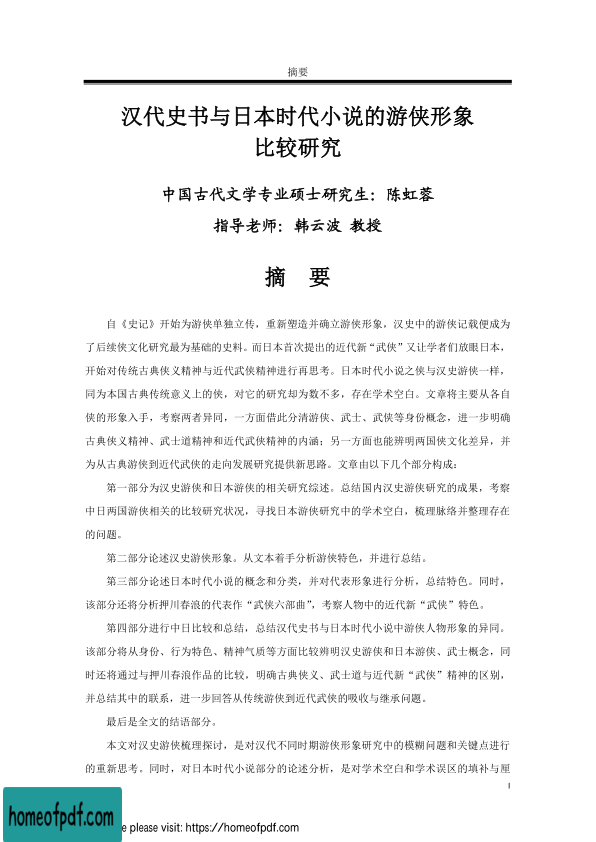 摘要
汉代史书与日本时代小说的游侠形象
比较研究
中国古代文学专业硕士研究生：陈虹蓉
指导老师：韩云波 教授
摘 要
自《史记》开始为游侠单独立传，重新塑造并确立游侠形象。汉史中的游侠记载便成为
了后续侠文化研究最为基础的史料。而日本首次提出的近代新“武侠”又让学者们放眼日本，
开始对传统古典侠义精神与近代武侠精神进行再思考。日本时代小说之侠与汉史游侠一样，
同为本国古典传统意义上的侠，对它的研究却为数不多，存在学术空白。文章将主要从各自
侠的形象入手，考察两者异同，一方面借此分清游侠、武士、武侠等身份概念，进一步明确
古典侠义精神、武士道精神和近代武侠精神的内涵；另一方面也能辨明两国侠文化差异，并
为从古典游侠到近代武侠的走向发展研究提供新思路。文章由以下几个部分构成：
第一部分为汉史游侠和日本游侠的相关研究综述。总结国内汉史游侠研究的成果，考察
中日两国游侠相关的比较研究状况，寻找日本游侠研究中的学术空白，梳理脉络并整理存在
的问题。
第二部分论述汉史游侠形象。从文本着手分析游侠特色，并进行总结。
第三部分论述日本时代小说的概念和分类，并对代表形象进行分析，总结特色。同时，
该部分还将分析押川春浪的代表作“武侠六部曲”，考察人物中的近代新“武侠”特色。
第四部分进行中日比较和总结，总结汉代史书与日本时代小说中游侠人物形象的异同。
该部分将从身份、行为特色、精神气质等方面比较辨明汉史游侠和日本游侠、武士概念，同
时还将通过与押川春浪作品的比较，明确古典侠义、武士道与近代新“武侠”精神的区别，
并总结其中的联系，进一步回答从传统游侠到近代武侠的吸收与继承问题。
最后是全文的结语部分。
本文对汉史游侠梳理探讨，是对汉代不同时期游侠形象研究中的模糊问题和关键点进行
的重新思考。同时，对日本时代小说部分的论述分析，是对学术空白和学术误区的填补与厘
I
homeofpdf.com
e please visit: https://homeofpdf.com